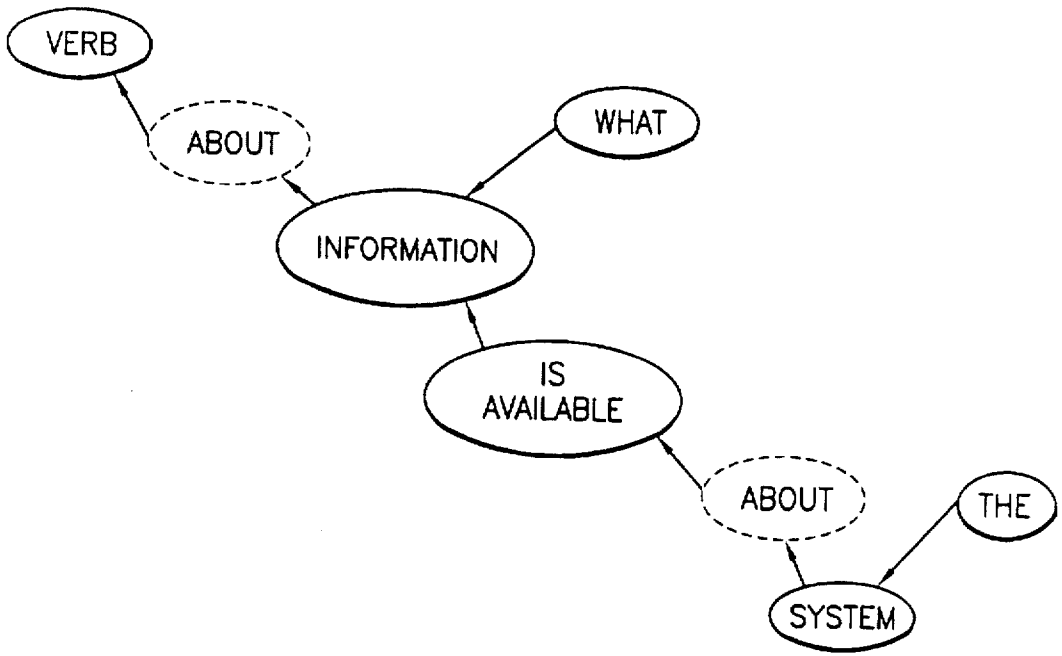 VERB
ABOUT
WHAT
INFORMATION
IS
AVAILABLE
ABOUT
THE
SYSTEM